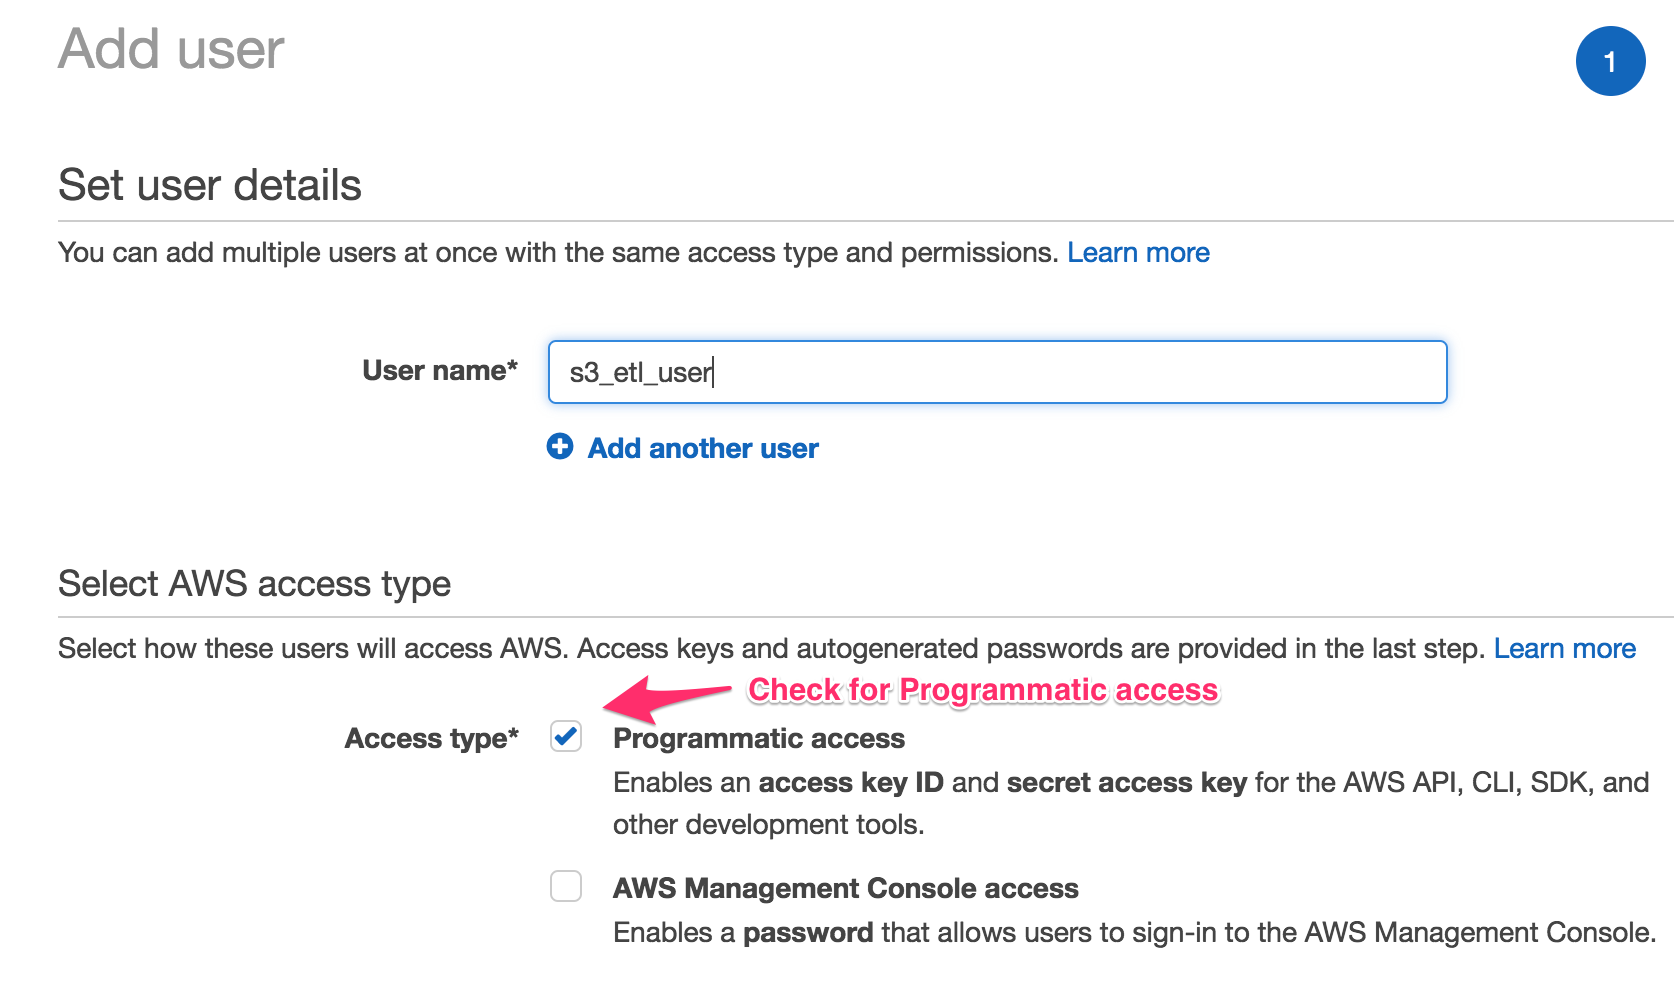 Add user
1
Set user details
You can add multiple users at once with the same access type and permissions. Learn more
User name*
s3_etl_user
Add another user
Select AWS access type
Select how these users will access AWS. Access keys and autogenerated passwords are provided in the last step. Learn more
Check for Programmatic access
Access type*
Programmatic access
Enables an access key ID and secret access key for the AWS API, CLI, SDK, and
other development tools.
AWS Management Console access
Enables a password that allows users to sign-in to the AWS Management Console.